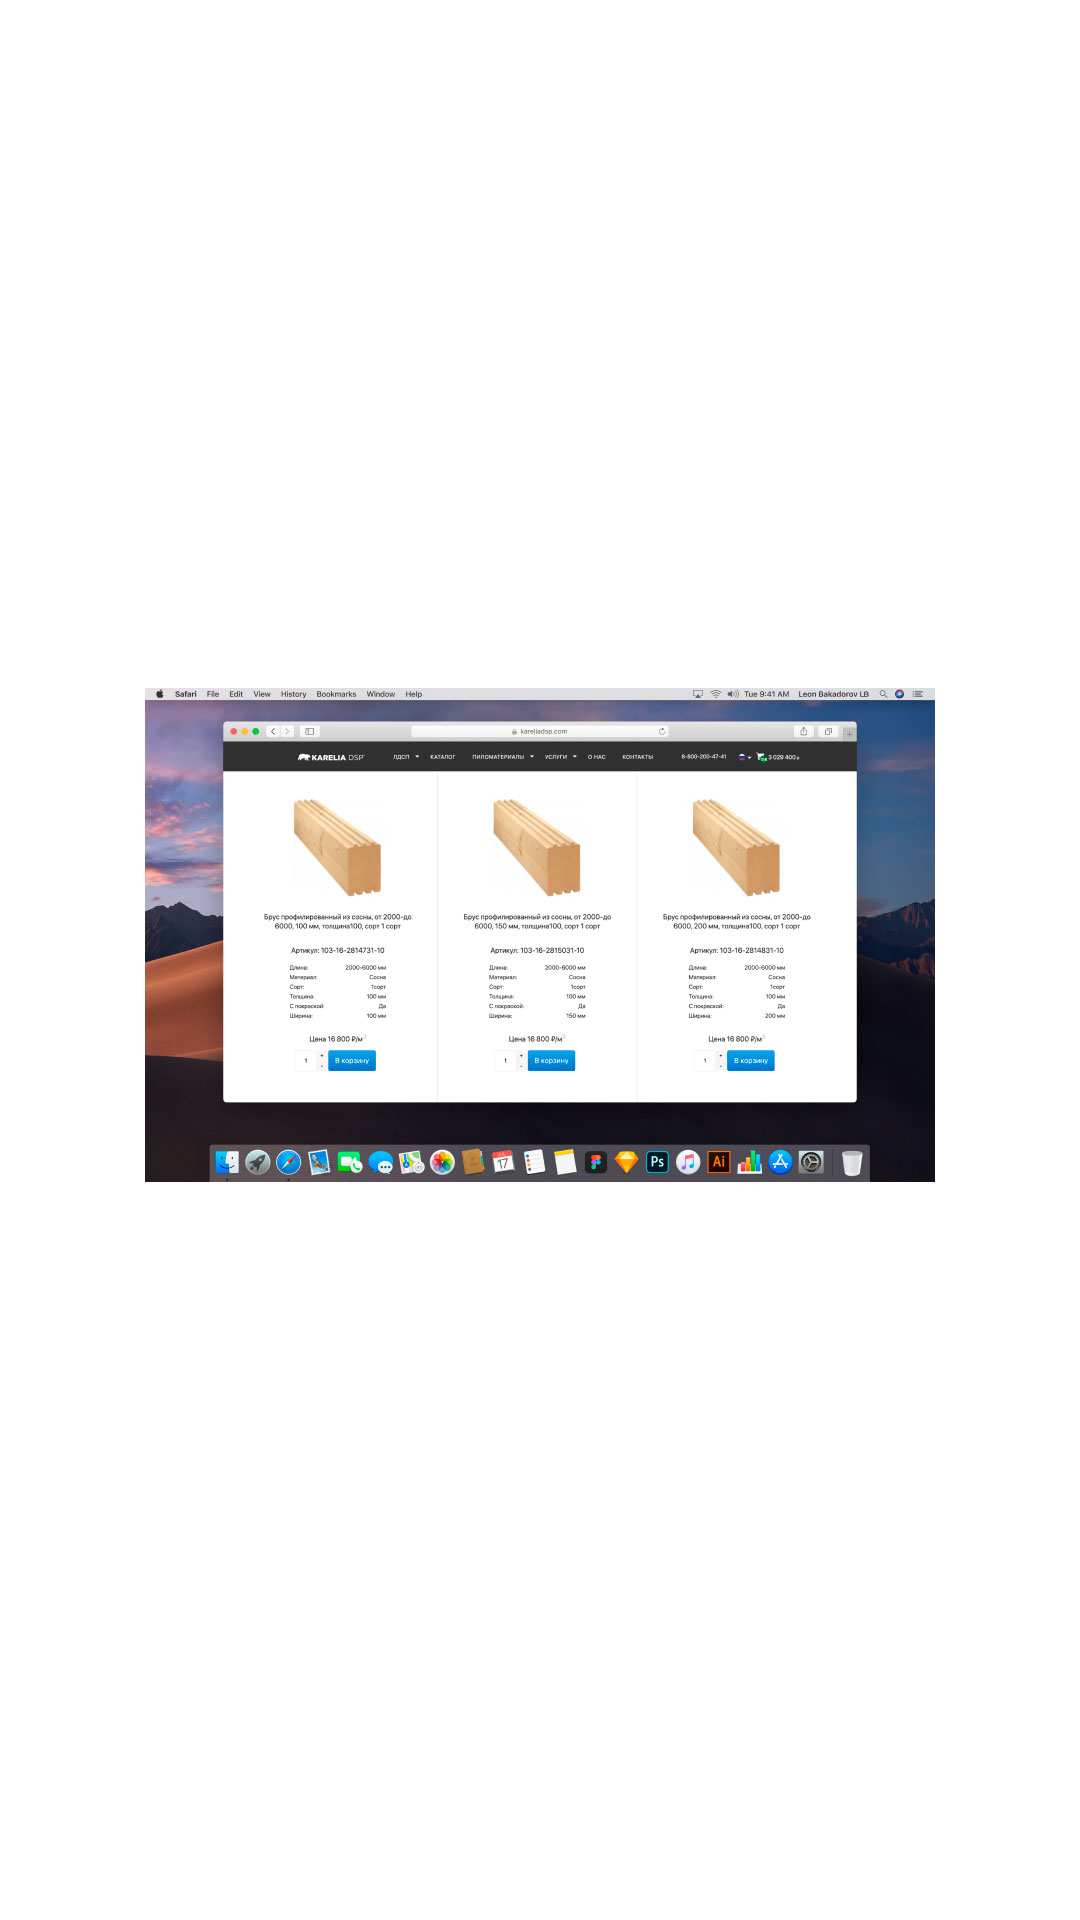 Safari File Edit View History Bookmarks Window Help Tue 9:41 AM Leon Bakadorov LB
kareliadsp.com
KARELIA DSP ЛДСП КАТАЛОГ ПИЛОМАТЕРИАЛЫ УСЛУГИ О НАС КОНТАКТЫ 8-800-200-47-41 3 029 400 ₽
Брус профилированный из сосны, от 2000-до
6000, 100 мм, толщина100, сорт 1 сорт
Артикул: 103-16-2814731-10
Длина: 2000-6000 мм
Материал: Сосна
Сорт: 1сорт
Толщина: 100 мм
С покраской: Да
Ширина: 100 мм
Цена 16 800 ₽/м
1 + - В корзину
Брус профилированный из сосны, от 2000-до
6000, 150 мм, толщина100, сорт 1 сорт
Артикул: 103-16-2815031-10
Длина: 2000-6000 мм
Материал: Сосна
Сорт: 1сорт
Толщина: 100 мм
С покраской: Да
Ширина: 150 мм
Цена 16 800 ₽/м
1 + - В корзину
Брус профилированный из сосны, от 2000-до
6000, 200 мм, толщина100, сорт 1 сорт
Артикул: 103-16-2814831-10
Длина: 2000-6000 мм
Материал: Сосна
Сорт: 1сорт
Толщина: 100 мм
С покраской: Да
Ширина: 200 мм
Цена 16 800 ₽/м
1 + - В корзину
17 Ps Ai